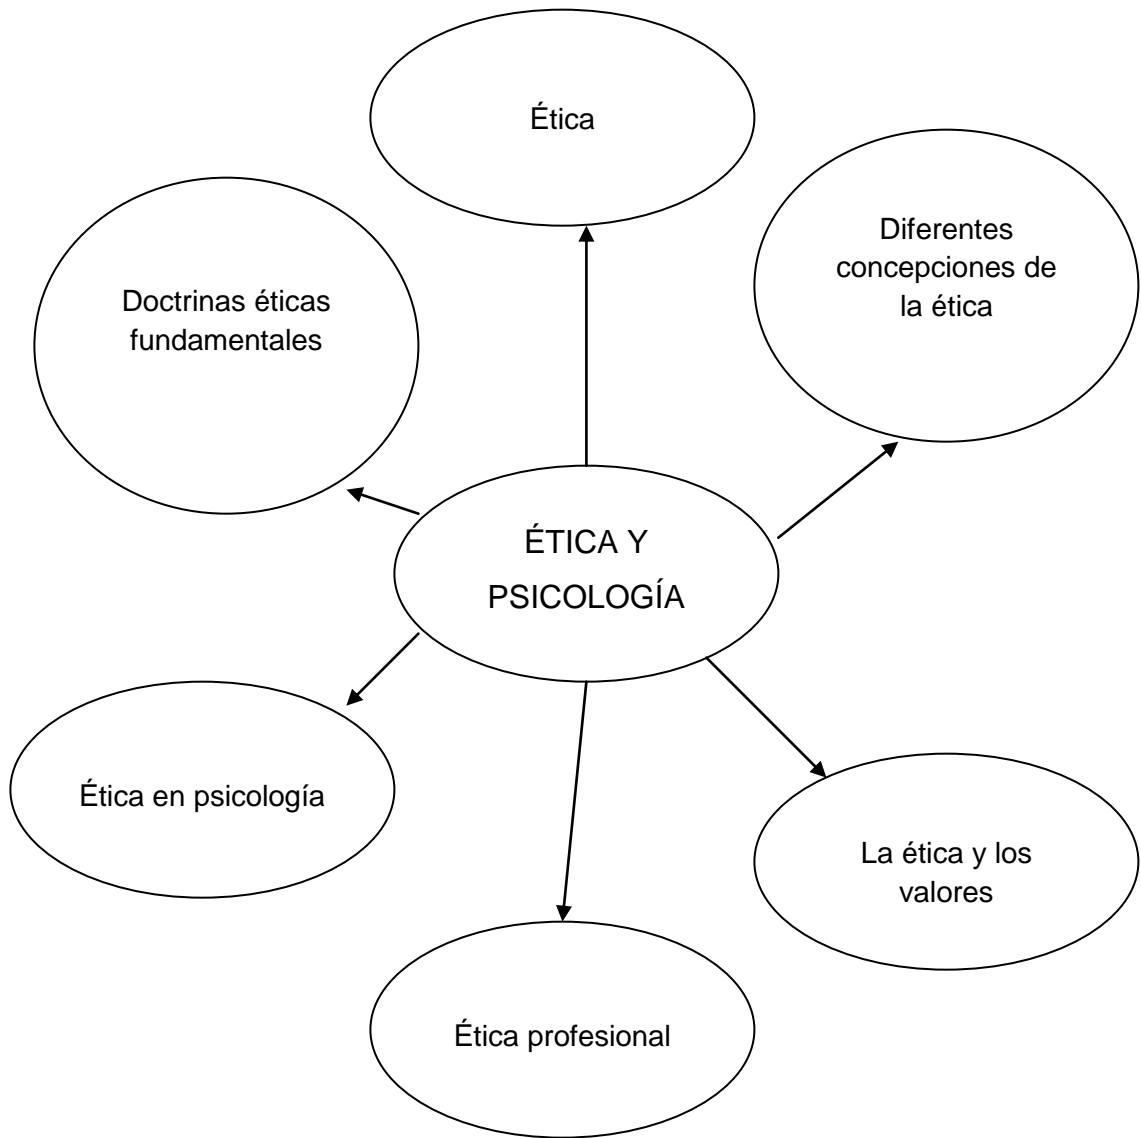 Ética
Diferentes
concepciones de
la ética
Doctrinas éticas
fundamentales
ÉTICA Y
PSICOLOGÍA
Ética en psicología
La ética y los
valores
Ética profesional